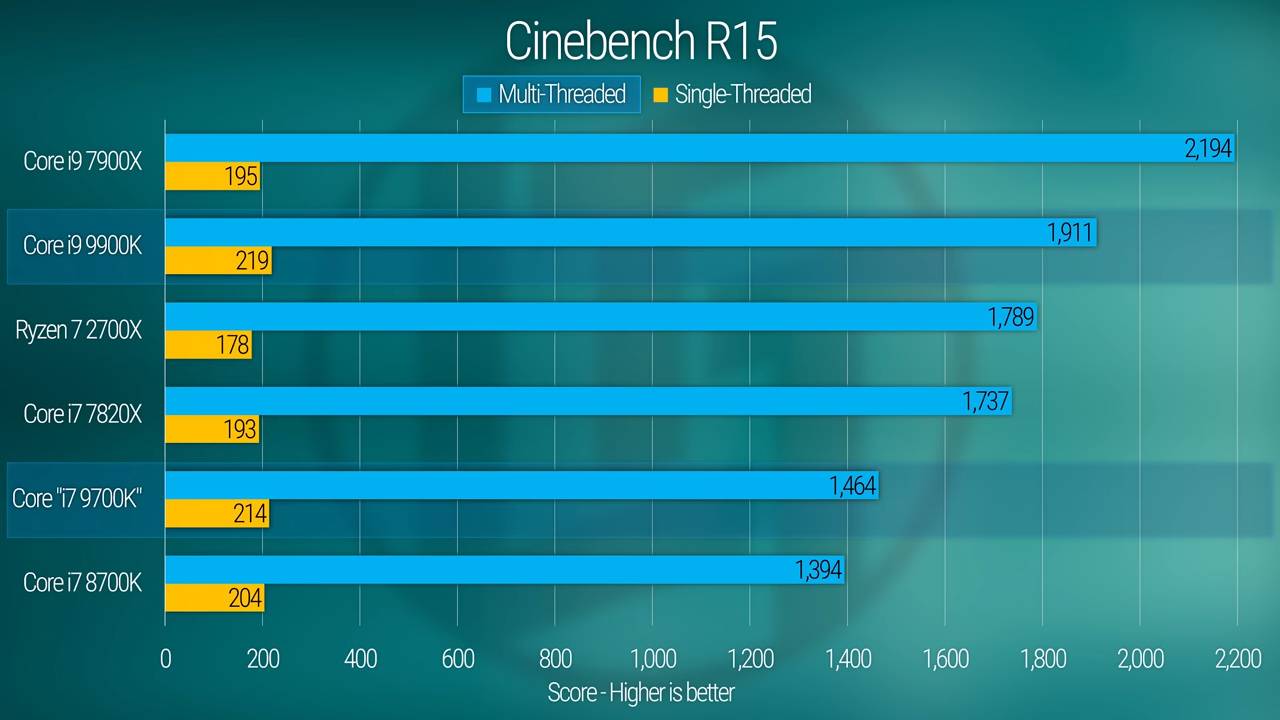 Cinebench R15
Multi-Threaded Single-Threaded
Core i9 7900X
2,194
195
Core i9 9900K
1,911
219
Ryzen 7 2700X
1,789
178
Core i7 7820X
1,737
193
Core "i7 9700K"
1,464
214
Core i7 8700K
1,394
204
0 200 400 600 800 1,000 1,200 1,400 1,600 1,800 2,000 2,200
Score - Higher is better